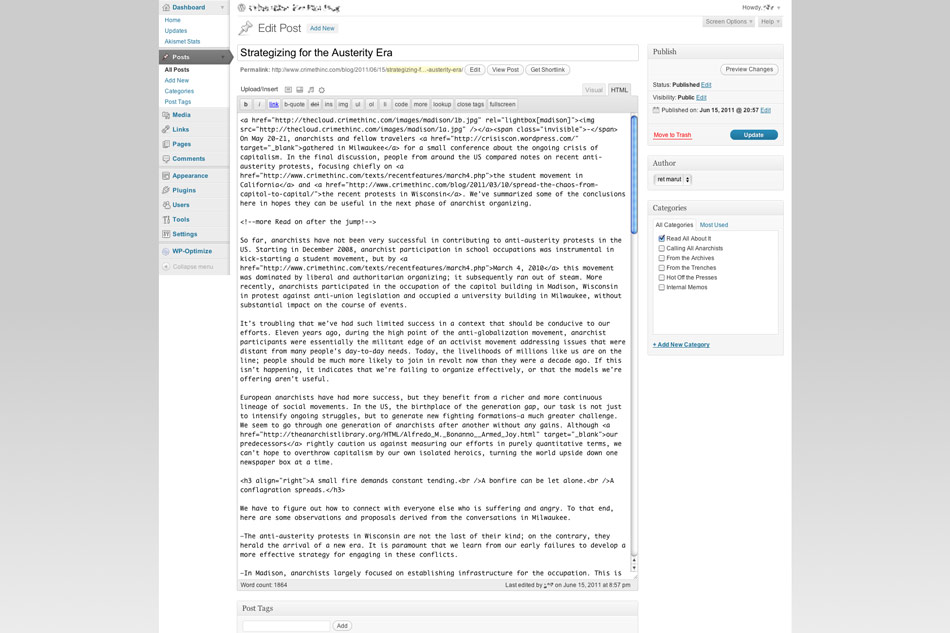 Dashboard
Home
Updates
Akismet Stats
Posts
All Posts
Add New
Categories
Post Tags
Media
Links
Pages
Comments
Appearance
Plugins
Users
Tools
Settings
WP-Optimize
Collapse menu
Howdy,
Screen Options
Help
Edit Post
Add New
Strategizing for the Austerity Era
Permalink: http://www.crimethinc.com/blog/2011/06/15/strategizing-f…-austerity-era/
Edit
View Post
Get Shortlink
Upload/Insert
Visual
HTML
b
i
link
b-quote
del
ins
img
ul
ol
li
code
more
lookup
close tags
fullscreen
<a href="http://thecloud.crimethinc.com/images/madison/1b.jpg" rel="lightbox[madison]"><img
src="http://thecloud.crimethinc.com/images/madison/1a.jpg" /></a><span class="invisible">-</span>
On May 20-21, anarchists and fellow travelers <a href="http://crisiscon.wordpress.com/"
target="_blank">gathered in Milwaukee</a> for a small conference about the ongoing crisis of
capitalism. In the final discussion, people from around the US compared notes on recent anti-
austerity protests, focusing chiefly on <a
href="http://www.crimethinc.com/texts/recentfeatures/march4.php">the student movement in
California</a> and <a href="http://www.crimethinc.com/blog/2011/03/10/spread-the-chaos-from-
capitol-to-capital/">the recent protests in Wisconsin</a>. We've summarized some of the conclusions
here in hopes they can be useful in the next phase of anarchist organizing.
<!--more Read on after the jump!-->
So far, anarchists have not been very successful in contributing to anti-austerity protests in the
US. Starting in December 2008, anarchist participation in school occupations was instrumental in
kick-starting a student movement, but by <a
href="http://www.crimethinc.com/texts/recentfeatures/march4.php">March 4, 2010</a> this movement
was dominated by liberal and authoritarian organizing; it subsequently ran out of steam. More
recently, anarchists participated in the occupation of the capitol building in Madison, Wisconsin
in protest against anti-union legislation and occupied a university building in Milwaukee, without
substantial impact on the course of events.
It's troubling that we've had such limited success in a context that should be conducive to our
efforts. Eleven years ago, during the high point of the anti-globalization movement, anarchist
participants were essentially the militant edge of an activist movement addressing issues that were
distant from many people's day-to-day needs. Today, the livelihoods of millions like us are on the
line; people should be much more likely to join in revolt now than they were a decade ago. If this
isn't happening, it indicates that we're failing to organize effectively, or that the models we're
offering aren't useful.
European anarchists have had more success, but they benefit from a richer and more continuous
lineage of social movements. In the US, the birthplace of the generation gap, our task is not just
to intensify ongoing struggles, but to generate new fighting formations—a much greater challenge.
We seem to go through one generation of anarchists after another without any gains. Although <a
href="http://theanarchistlibrary.org/HTML/Alfredo_M._Bonanno__Armed_Joy.html" target="_blank">our
predecessors</a> rightly caution us against measuring our efforts in purely quantitative terms, we
can't hope to overthrow capitalism by our own isolated heroics, turning the world upside down one
newspaper box at a time.
<h3 align="right">A small fire demands constant tending.<br />A bonfire can be let alone.<br />A
conflagration spreads.</h3>
We have to figure out how to connect with everyone else who is suffering and angry. To that end,
here are some observations and proposals derived from the conversations in Milwaukee.
—The anti-austerity protests in Wisconsin are not the last of their kind; on the contrary, they
herald the arrival of a new era. It is paramount that we learn from our early failures to develop a
more effective strategy for engaging in these conflicts.
—In Madison, anarchists largely focused on establishing infrastructure for the occupation. This is
Word count: 1864
Last edited by on June 15, 2011 at 8:57 pm
Post Tags
Add
Publish
Preview Changes
Status: Published Edit
Visibility: Public Edit
Published on: Jun 15, 2011 @ 20:57 Edit
Move to Trash
Update
Author
ret marut
Categories
All Categories
Most Used
Read All About It
Calling All Anarchists
From the Archives
From the Trenches
Hot Off the Presses
Internal Memos
+ Add New Category